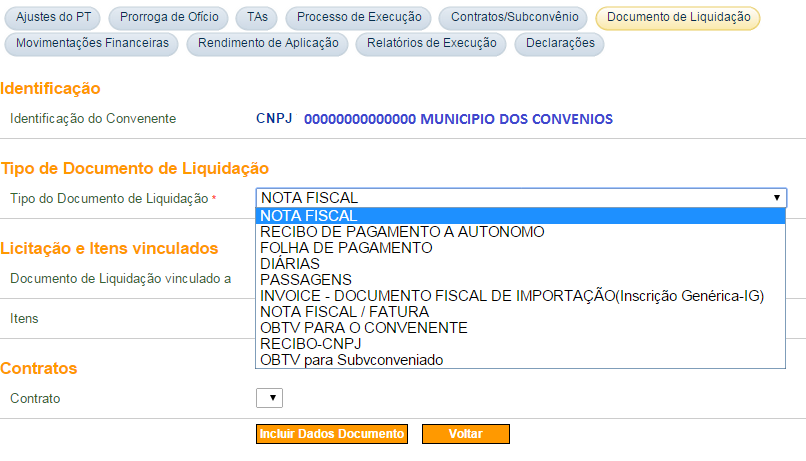 Ajustes do PT Prorroga de Ofício TAs Processo de Execução Contratos/Subconvênio Documento de Liquidação
Movimentações Financeiras Rendimento de Aplicação Relatórios de Execução Declarações
Identificação
Identificação do Convenente CNPJ 00000000000000 MUNICIPIO DOS CONVENIOS
Tipo de Documento de Liquidação
Tipo do Documento de Liquidação * NOTA FISCAL
NOTA FISCAL
RECIBO DE PAGAMENTO A AUTONOMO
Licitação e Itens vinculados FOLHA DE PAGAMENTO
DIÁRIAS
Documento de Liquidação vinculado a PASSAGENS
INVOICE - DOCUMENTO FISCAL DE IMPORTAÇÃO(Inscrição Genérica-IG)
Itens NOTA FISCAL / FATURA
OBTV PARA O CONVENENTE
RECIBO-CNPJ
OBTV para Subvconveniado
Contratos
Contrato
Incluir Dados Documento Voltar